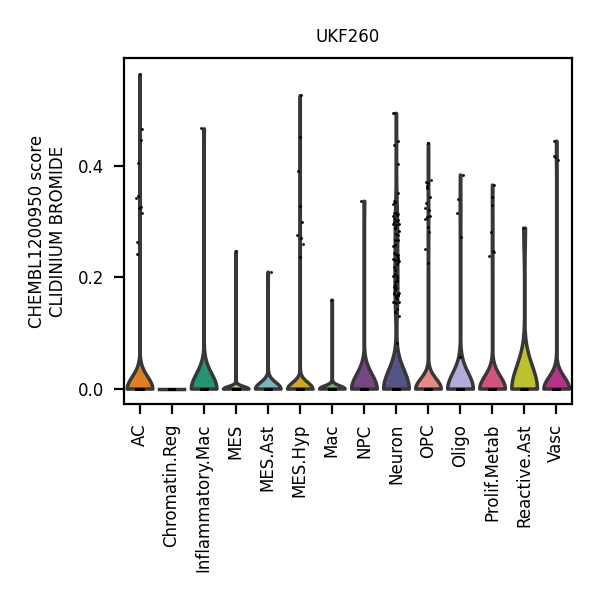 UKF260
CHEMBL1200950 score
CLIDINIUM BROMIDE
0.4
0.2
0.0
AC
Chromatin.Reg
Inflammatory.Mac
MES
MES.Ast
MES.Hyp
Mac
NPC
Neuron
OPC
Oligo
Prolif.Metab
Reactive.Ast
Vasc